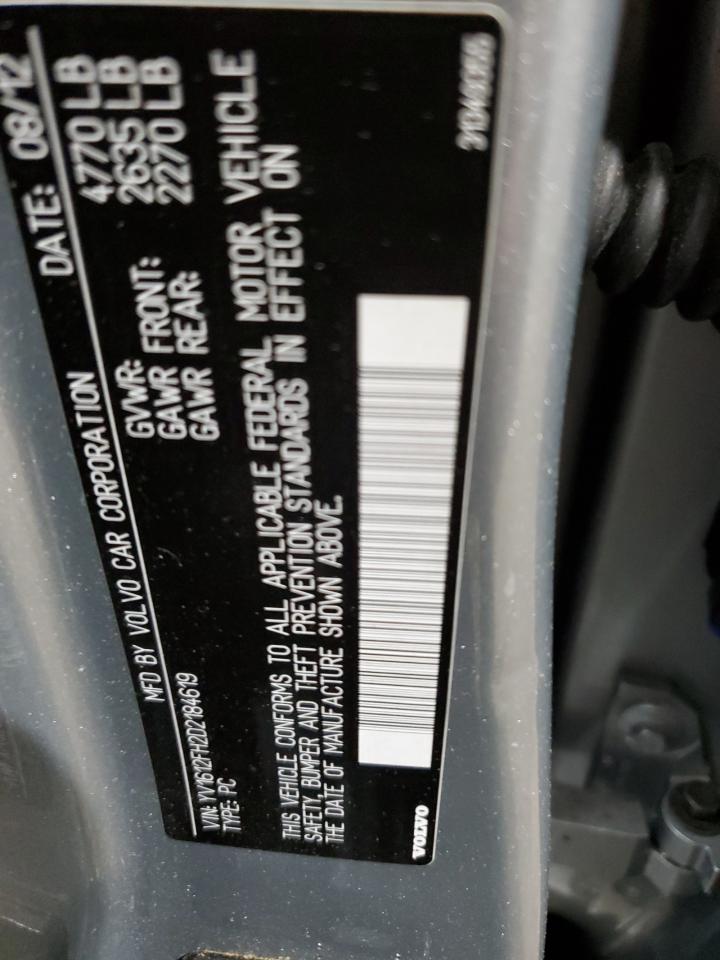 MFD BY VOLVO CAR CORPORATION DATE: 08/12
GVWR: 4770 LB
GAWR FRONT: 2635 LB
GAWR REAR: 2270 LB
VIN: YV1612FH2D2184619
TYPE: PC
THIS VEHICLE CONFORMS TO ALL APPLICABLE FEDERAL MOTOR VEHICLE
SAFETY, BUMPER AND THEFT PREVENTION STANDARDS IN EFFECT ON
THE DATE OF MANUFACTURE SHOWN ABOVE.
VOLVO